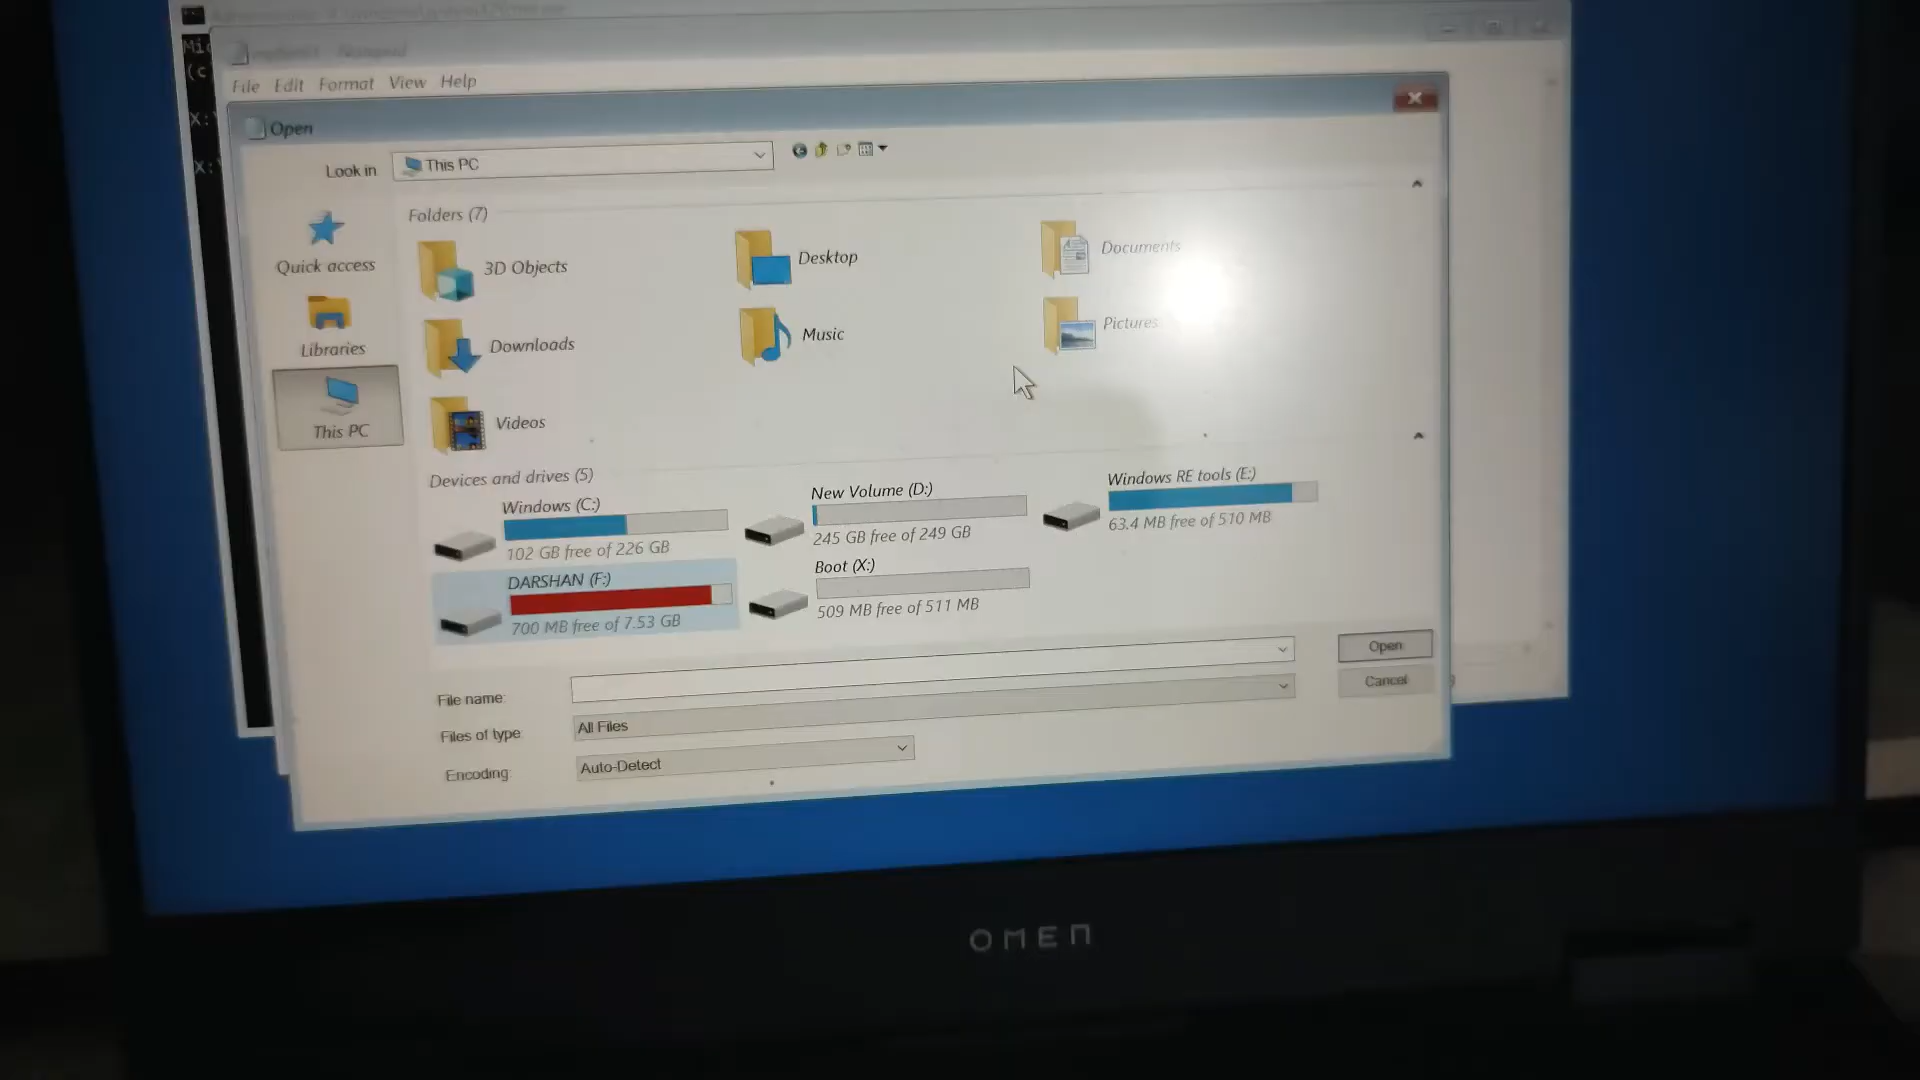 Notepad
File Edit Format View Help
Open
Look in
This PC
Folders (7)
3D Objects
Desktop
Documents
Downloads
Music
Pictures
Videos
Quick access
Libraries
This PC
Devices and drives (5)
Windows (C:)
102 GB free of 226 GB
New Volume (D:)
245 GB free of 249 GB
Windows RE tools (E:)
63.4 MB free of 510 MB
DARSHAN (F:)
700 MB free of 7.53 GB
Boot (X:)
509 MB free of 511 MB
File name:
Open
Files of type
All Files
Cancel
Encoding:
Auto-Detect
OMEN